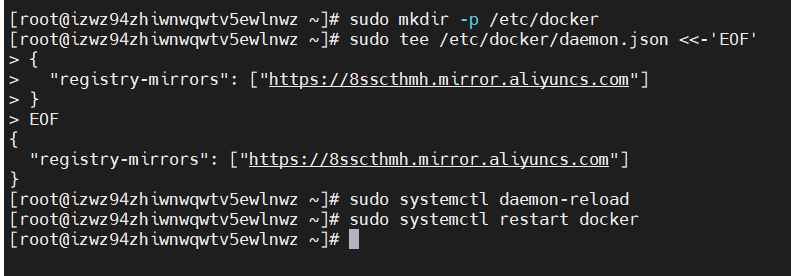 [root@izwz94zhiwnwqwtv5ewlnwz ~]# sudo mkdir -p /etc/docker
[root@izwz94zhiwnwqwtv5ewlnwz ~]# sudo tee /etc/docker/daemon.json <<-'EOF'
> {
>   "registry-mirrors": ["https://8sscthmh.mirror.aliyuncs.com"]
> }
> EOF
{
  "registry-mirrors": ["https://8sscthmh.mirror.aliyuncs.com"]
}
[root@izwz94zhiwnwqwtv5ewlnwz ~]# sudo systemctl daemon-reload
[root@izwz94zhiwnwqwtv5ewlnwz ~]# sudo systemctl restart docker
[root@izwz94zhiwnwqwtv5ewlnwz ~]#